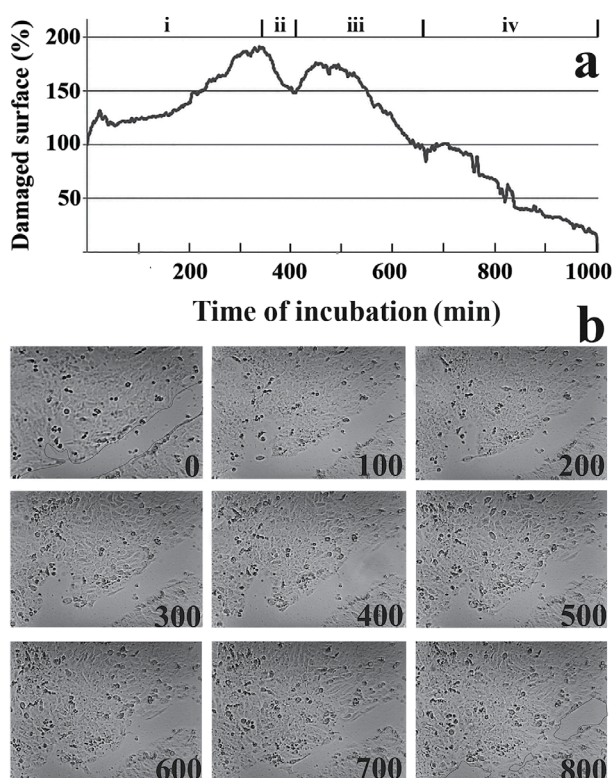 i ii iii iv
a
Damaged surface (%)
200
150
100
50
200 400 600 800 1000
Time of incubation (min)
b
0 100 200
300 400 500
600 700 800